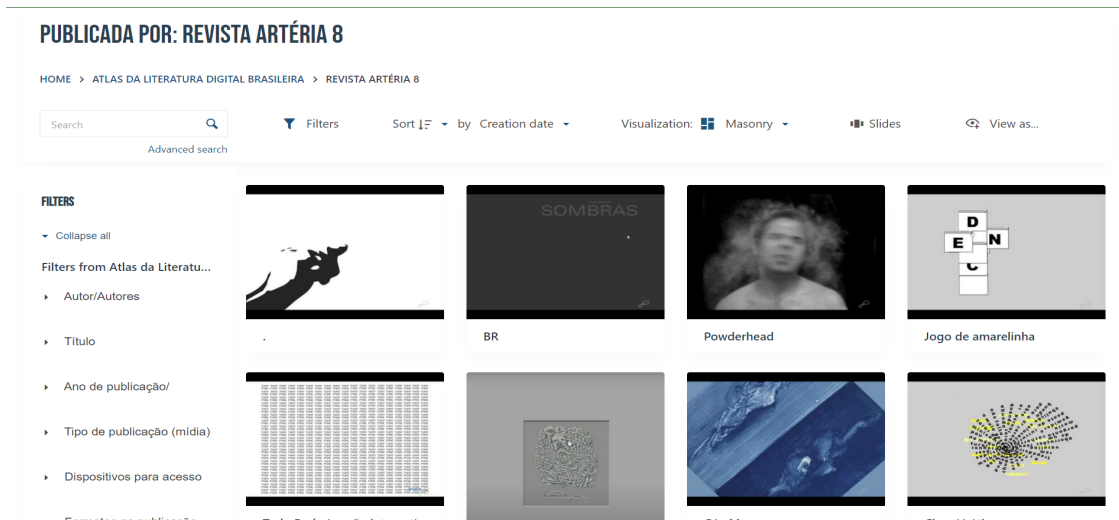 PUBLICADA POR: REVISTA ARTÉRIA 8
HOME > ATLAS DA LITERATURA DIGITAL BRASILEIRA > REVISTA ARTÉRIA 8
Search
Filters
Sort by Creation date
Visualization: Masonry
Slides
View as...
Advanced search
FILTERS
Collapse all
Filters from Atlas da Literatu...
Autor/Autores
Título
Ano de publicação/
Tipo de publicação (mídia)
Dispositivos para acesso
SOMBRAS
D
E N
C
.
BR
Powderhead
Jogo de amarelinha